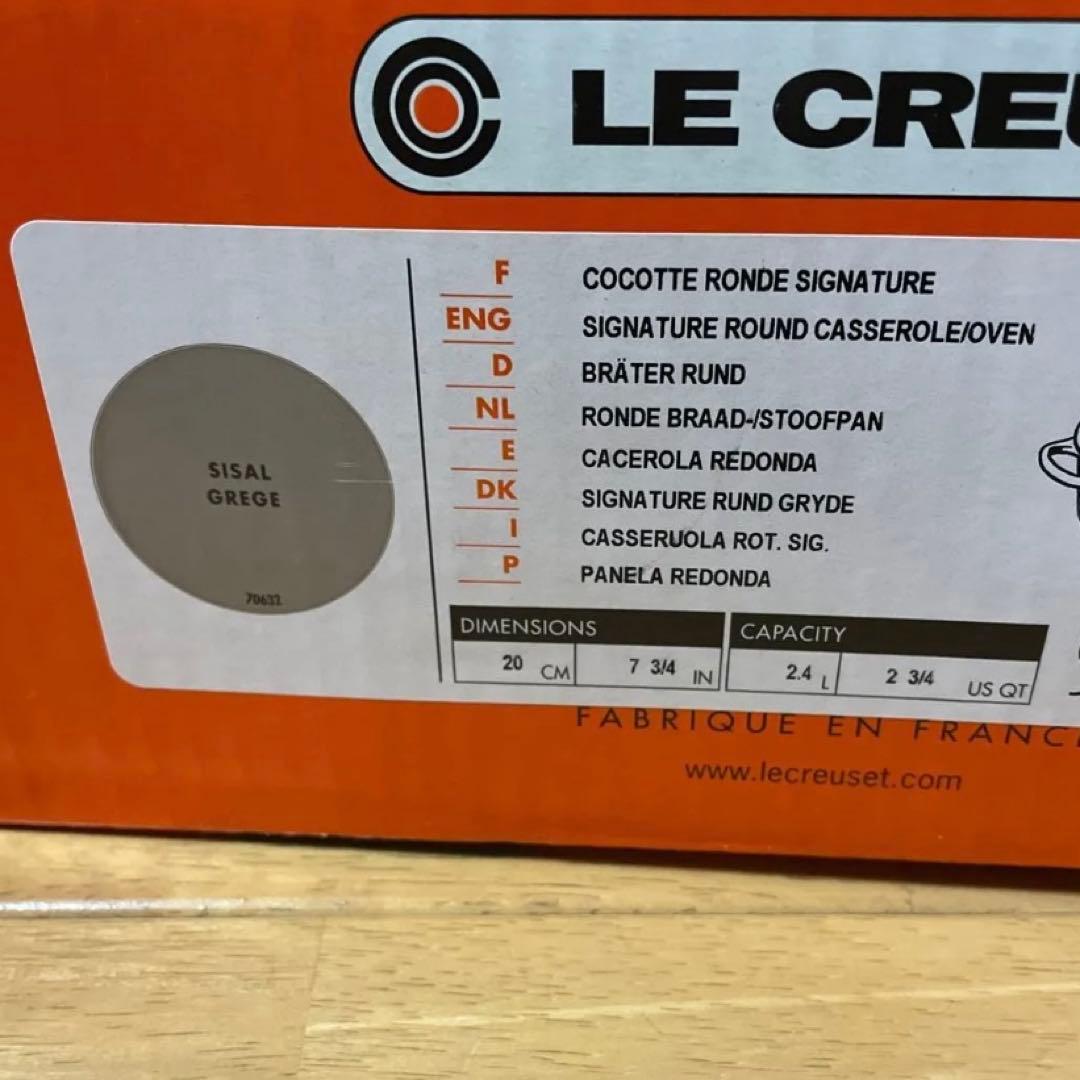 LE CREU
SISAL
GREGE
70632
F COCOTTE RONDE SIGNATURE
ENG SIGNATURE ROUND CASSEROLE/OVEN
D BRÄTER RUND
NL RONDE BRAAD-/STOOFPAN
E CACEROLA REDONDA
DK SIGNATURE RUND GRYDE
I CASSERUOLA ROT. SIG.
P PANELA REDONDA
DIMENSIONS CAPACITY
20 CM 7 3/4 IN 2.4 L 2 3/4 US QT
FABRIQUE EN FRANCE
www.lecreuset.com